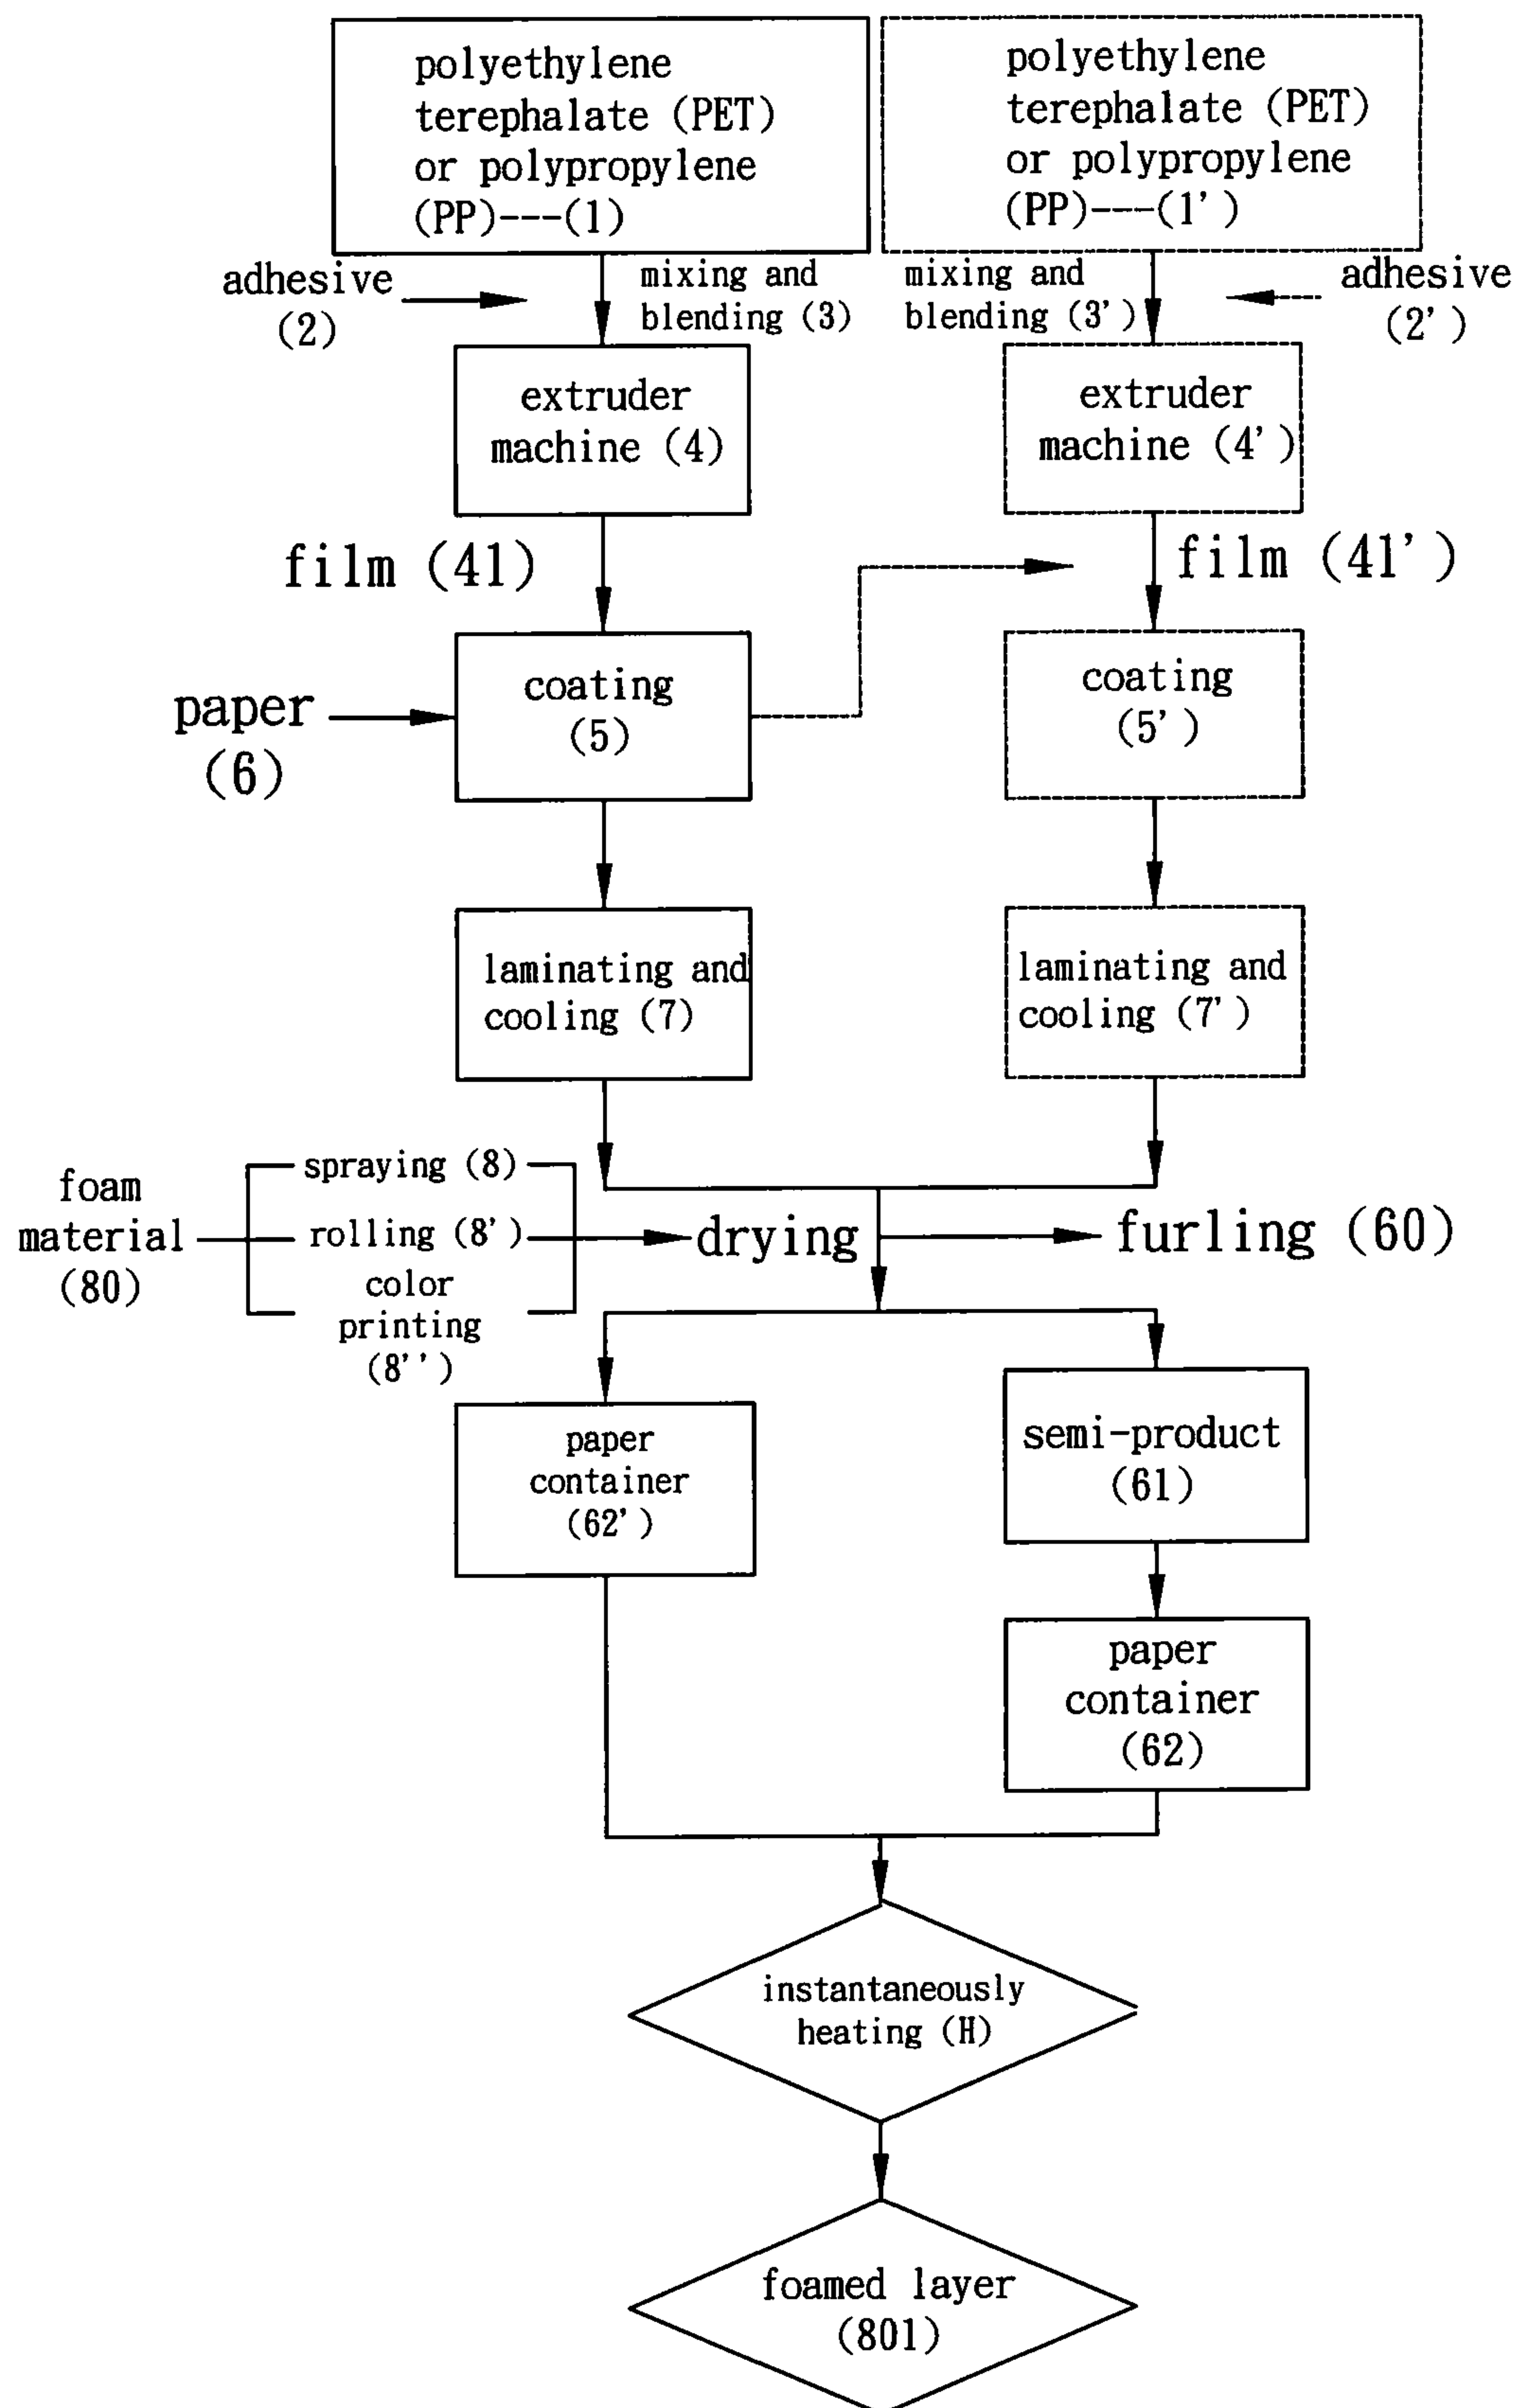 polyethylene
terephalate (PET)
or polypropylene
(PP)---(1)
polyethylene
terephalate (PET)
or polypropylene
(PP)---(1')
adhesive
(2)
mixing and
blending (3)
mixing and
blending (3')
adhesive
(2')
extruder
machine (4)
extruder
machine (4')
film (41)
film (41')
paper
(6)
coating
(5)
coating
(5')
laminating and
cooling (7)
laminating and
cooling (7')
foam
material
(80)
spraying (8)
rolling (8')
color
printing
(8'')
drying
furling (60)
paper
container
(62')
semi-product
(61)
paper
container
(62)
instantaneously
heating (H)
foamed layer
(801)